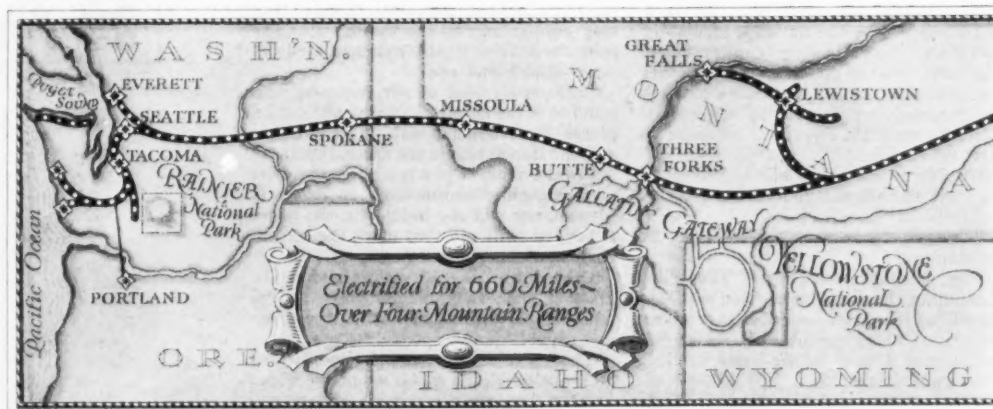 WASH'N.
Puget
Sound
EVERETT
SEATTLE
TACOMA
RAINIER
National
Park
SPOKANE
MISSOULA
MONTANA
GREAT
FALLS
LEWISTOWN
BUTTE
THREE
FORKS
GALLATIN
GATEWAY
YELLOWSTONE
National
Park
Pacific Ocean
PORTLAND
Electrified for 660 Miles~
Over Four Mountain Ranges
ORE.
IDAHO
WYOMING